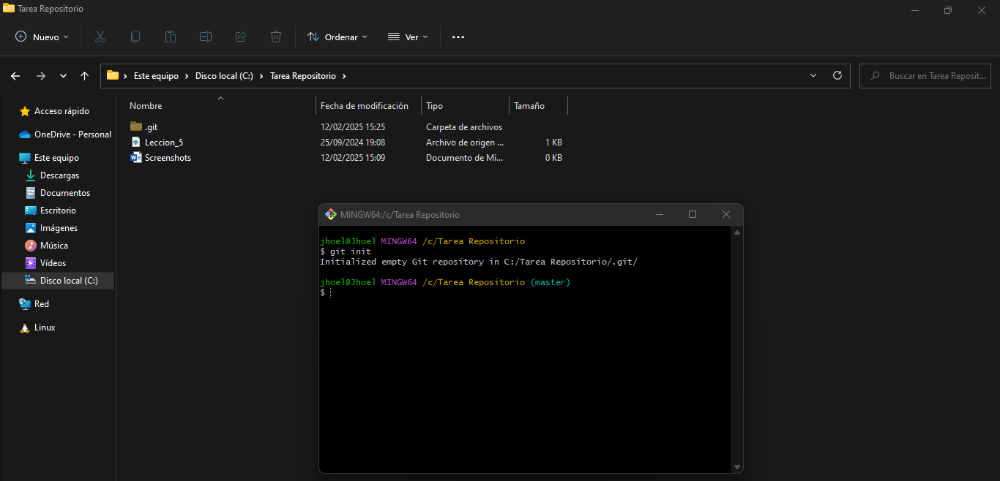 Tarea Repositorio
Nuevo
Ordenar
Ver
Este equipo > Disco local (C:) > Tarea Repositorio >
Buscar en Tarea Reposit...
Acceso rápido
OneDrive - Personal
Este equipo
Descargas
Documentos
Escritorio
Imágenes
Música
Vídeos
Disco local (C:)
Red
Linux
Nombre Fecha de modificación Tipo Tamaño
.git 12/02/2025 15:25 Carpeta de archivos
Leccion_5 25/09/2024 19:08 Archivo de origen ... 1 KB
Screenshots 12/02/2025 15:09 Documento de Mi... 0 KB
MINGW64:/c/Tarea Repositorio
jhoel@Jhoel MINGW64 /c/Tarea Repositorio
$ git init
Initialized empty Git repository in C:/Tarea Repositorio/.git/
jhoel@Jhoel MINGW64 /c/Tarea Repositorio (master)
$